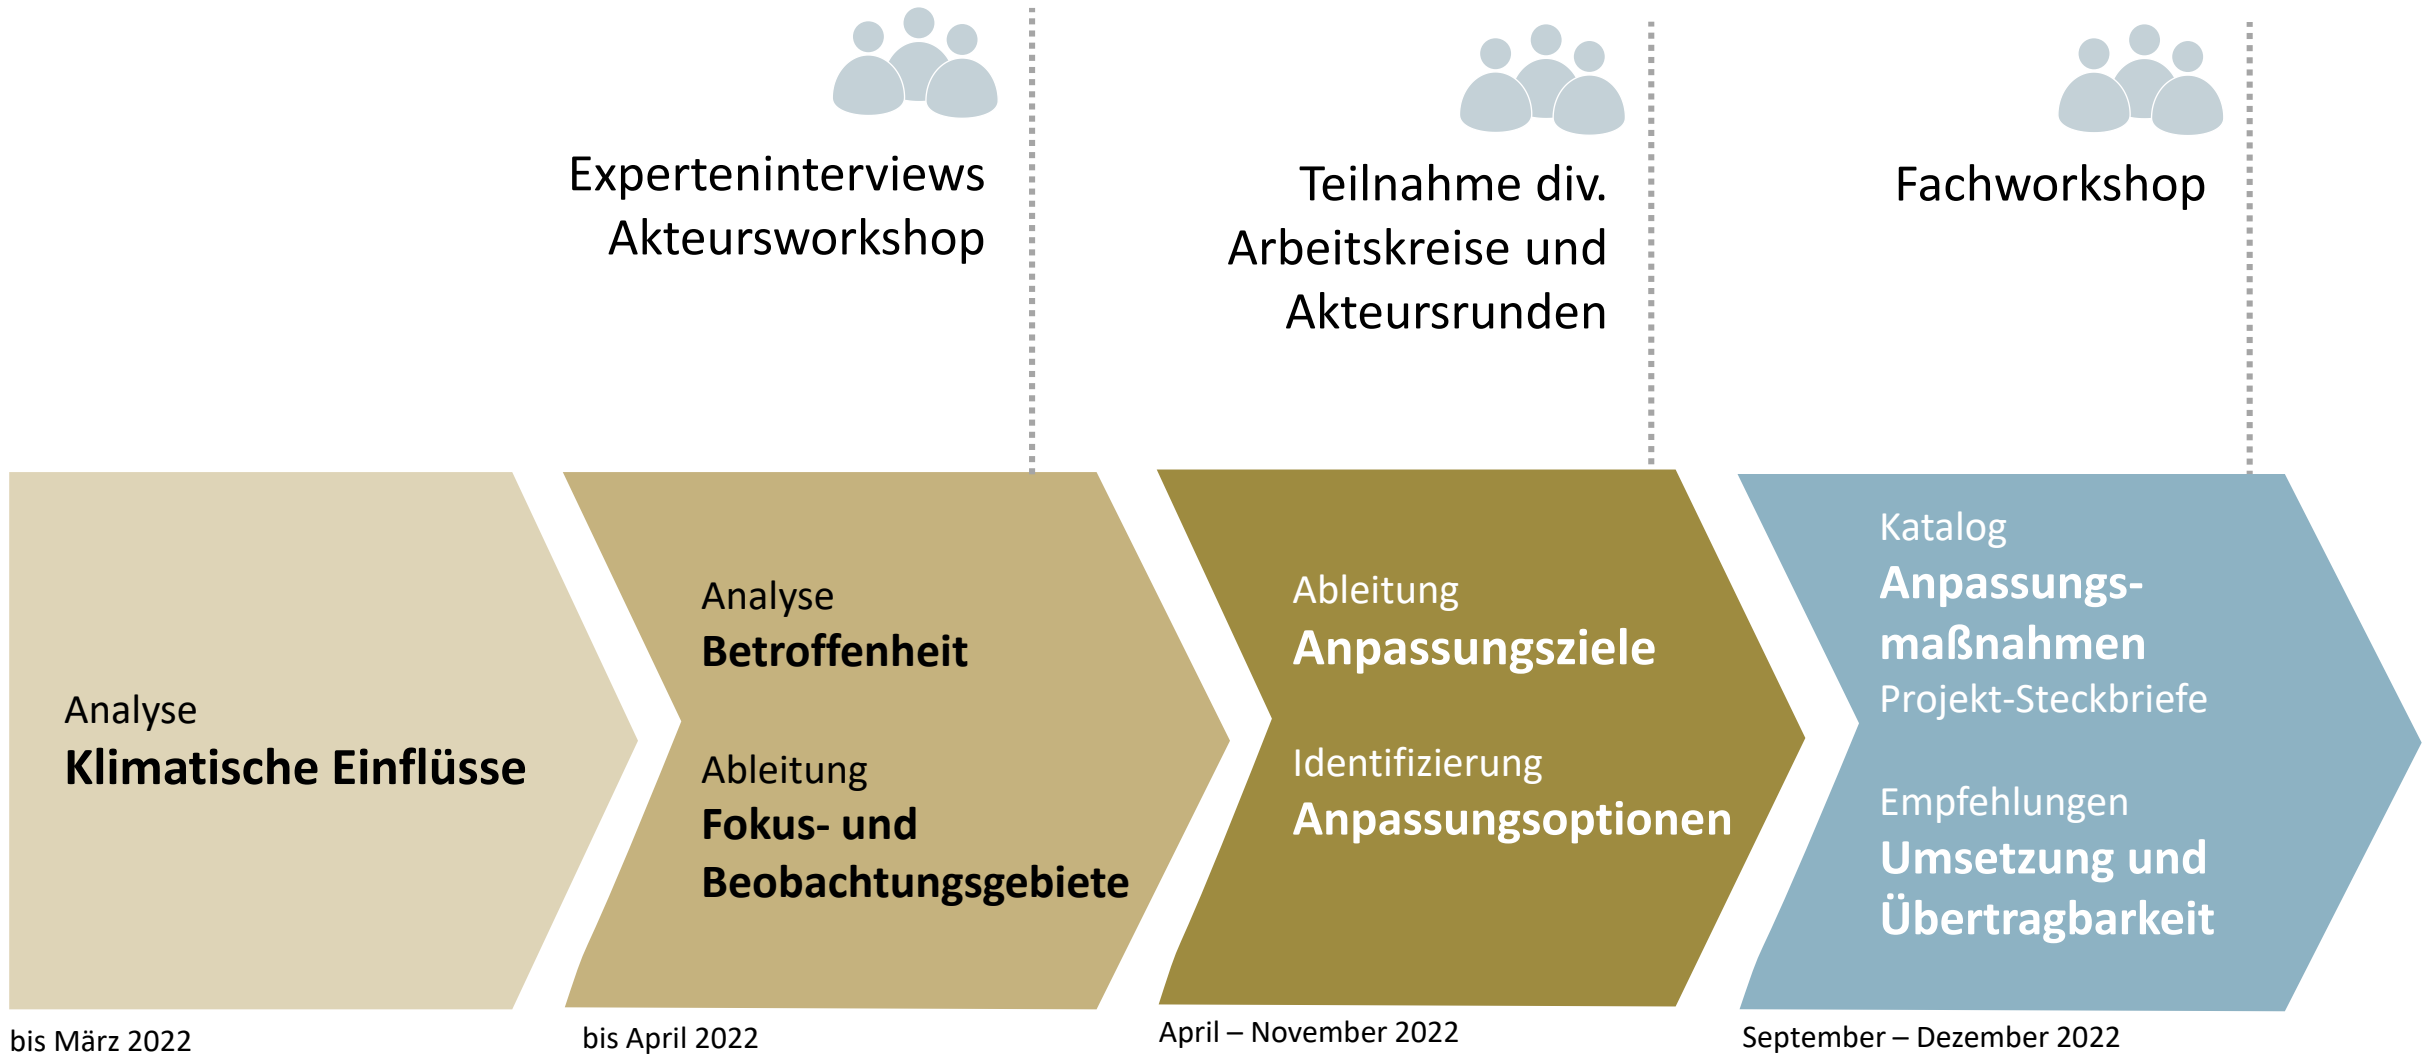 Experteninterviews
Akteursworkshop
Teilnahme div.
Arbeitskreise und
Akteursrunden
Fachworkshop
Analyse
Klimatische Einflüsse
bis März 2022
Analyse
Betroffenheit
Ableitung
Fokus- und
Beobachtungsgebiete
bis April 2022
Ableitung
Anpassungsziele
Identifizierung
Anpassungsoptionen
April – November 2022
Katalog
Anpassungs-
maßnahmen
Projekt-Steckbriefe
Empfehlungen
Umsetzung und
Übertragbarkeit
September – Dezember 2022